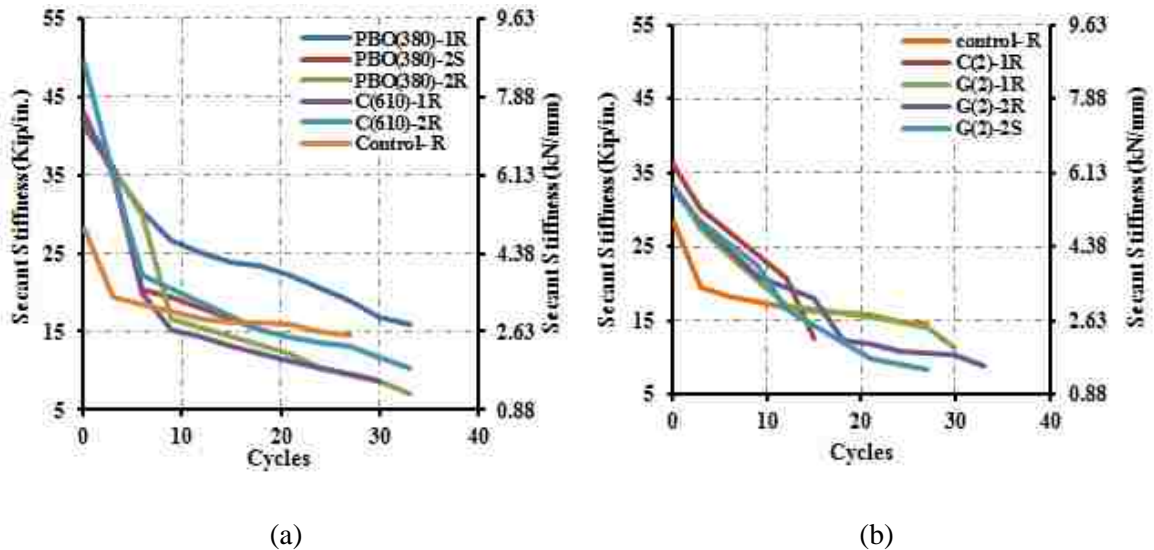 55
45
35
25
15
5
Secant Stiffness (Kip/in.)
0
10
20
30
40
Cycles
9.63
7.88
6.13
4.38
2.63
0.88
Secant Stiffness (kN/mm)
PBO(380)-1R
PBO(380)-2S
PBO(380)-2R
C(610)-1R
C(610)-2R
Control- R
(a)
55
45
35
25
15
5
Secant Stiffness (Kip/in.)
0
10
20
30
40
Cycles
9.63
7.88
6.13
4.38
2.63
0.88
Secant Stiffness (kN/mm)
control- R
C(2)-1R
G(2)-1R
G(2)-2R
G(2)-2S
(b)